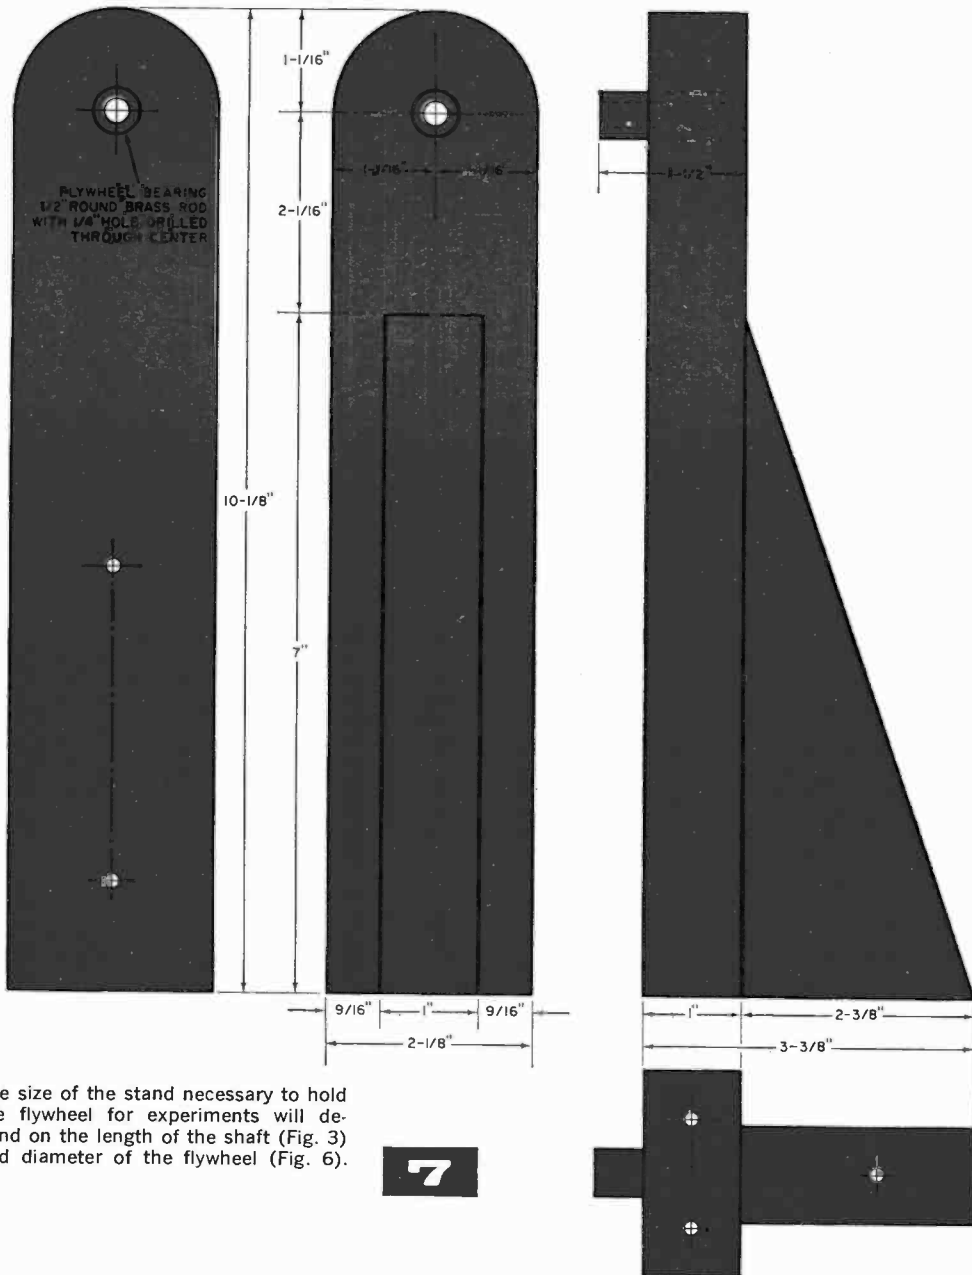 1-1/16"
FLYWHEEL BEARING
1/2" ROUND BRASS ROD
WITH 1/4" HOLE DRILLED
THROUGH CENTER
2-1/16"
1-1/2"
10-1/8"
7"
9/16" 1" 9/16"
2-1/8"
1" 2-3/8"
3-3/8"
e size of the stand necessary to hold
e flywheel for experiments will de-
nd on the length of the shaft (Fig. 3)
d diameter of the flywheel (Fig. 6).
7